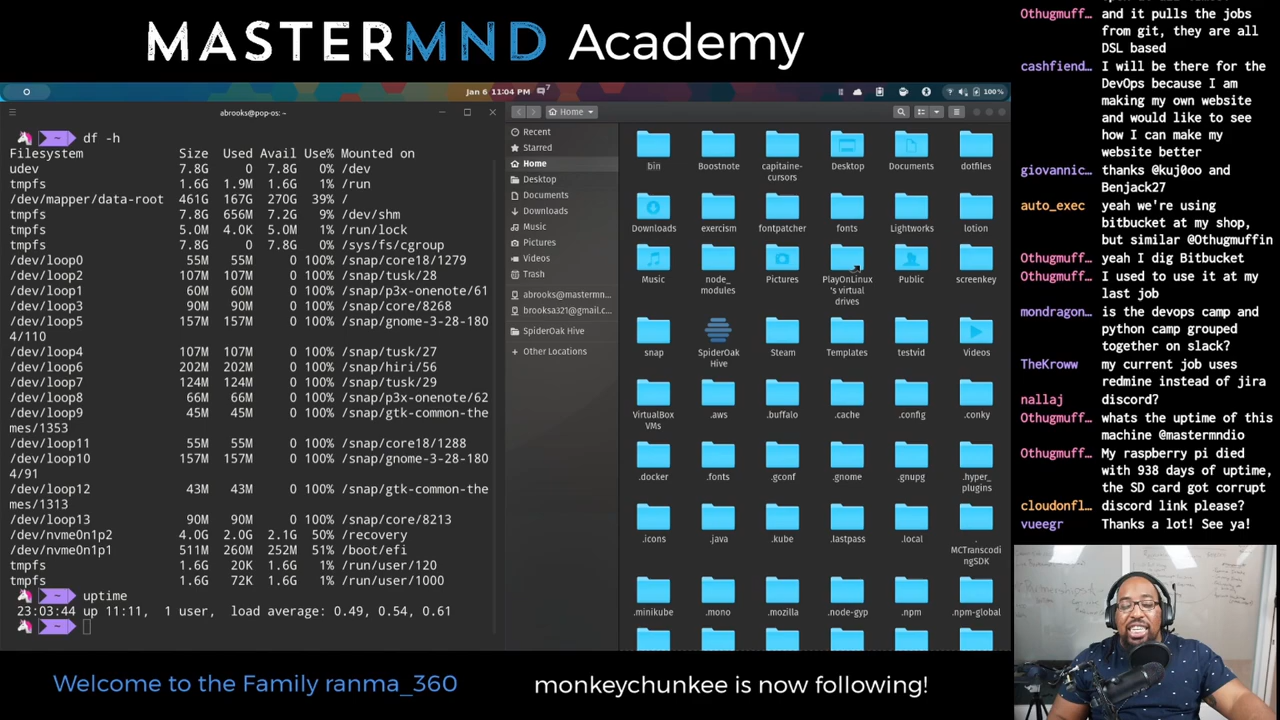 MASTERMND Academy
Jan 6 11:04 PM 7
100%
abrooks@pop-os: ~
Home
~ df -h
Filesystem Size Used Avail Use% Mounted on
udev 7.8G 0 7.8G 0% /dev
tmpfs 1.6G 1.9M 1.6G 1% /run
/dev/mapper/data-root 461G 167G 270G 39% /
tmpfs 7.8G 656M 7.2G 9% /dev/shm
tmpfs 5.0M 4.0K 5.0M 1% /run/lock
tmpfs 7.8G 0 7.8G 0% /sys/fs/cgroup
/dev/loop0 55M 55M 0 100% /snap/core18/1279
/dev/loop2 107M 107M 0 100% /snap/tusk/28
/dev/loop1 60M 60M 0 100% /snap/p3x-onenote/61
/dev/loop3 90M 90M 0 100% /snap/core/8268
/dev/loop5 157M 157M 0 100% /snap/gnome-3-28-180
4/110
/dev/loop4 107M 107M 0 100% /snap/tusk/27
/dev/loop6 202M 202M 0 100% /snap/hiri/56
/dev/loop7 124M 124M 0 100% /snap/tusk/29
/dev/loop8 66M 66M 0 100% /snap/p3x-onenote/62
/dev/loop9 45M 45M 0 100% /snap/gtk-common-the
mes/1353
/dev/loop11 55M 55M 0 100% /snap/core18/1288
/dev/loop10 157M 157M 0 100% /snap/gnome-3-28-180
4/91
/dev/loop12 43M 43M 0 100% /snap/gtk-common-the
mes/1313
/dev/loop13 90M 90M 0 100% /snap/core/8213
/dev/nvme0n1p2 4.0G 2.0G 2.1G 50% /recovery
/dev/nvme0n1p1 511M 260M 252M 51% /boot/efi
tmpfs 1.6G 20K 1.6G 1% /run/user/120
tmpfs 1.6G 72K 1.6G 1% /run/user/1000
~ uptime
23:03:44 up 11:11, 1 user, load average: 0.49, 0.54, 0.61
~
Recent
Starred
Home
Desktop
Documents
Downloads
Music
Pictures
Videos
Trash
abrooks@mastermn...
brooksa321@gmail.c...
SpiderOak Hive
Other Locations
bin Boostnote capitaine-cursors Desktop Documents dotfiles
Downloads exercism fontpatcher fonts Lightworks lotion
Music node_modules Pictures PlayOnLinux's virtual drives Public screenkey
snap SpiderOak Hive Steam Templates testvid Videos
VirtualBox VMs .aws .buffalo .cache .config .conky
.docker .fonts .gconf .gnome .gnupg .hyper_plugins
.icons .java .kube .lastpass .local .MCTranscodingSDK
.minikube .mono .mozilla .node-gyp .npm .npm-global
Othugmuff… and it pulls the jobs
from git, they are all
DSL based
cashfiend… I will be there for the
DevOps because I am
making my own website
and would like to see
how I can make my
website better
giovannic… thanks @kuj0oo and
Benjack27
auto_exec yeah we're using
bitbucket at my shop,
but similar @Othugmuffin
Othugmuff… yeah I dig Bitbucket
Othugmuff… I used to use it at my
last job
mondragon… is the devops camp and
python camp grouped
together on slack?
TheKroww my current job uses
redmine instead of jira
nallaj discord?
Othugmuff… whats the uptime of this
machine @mastermndio
Othugmuff… My raspberry pi died
with 938 days of uptime,
the SD card got corrupt
cloudonfl… discord link please?
vueegr Thanks a lot! See ya!
Welcome to the Family ranma_360
monkeychunkee is now following!